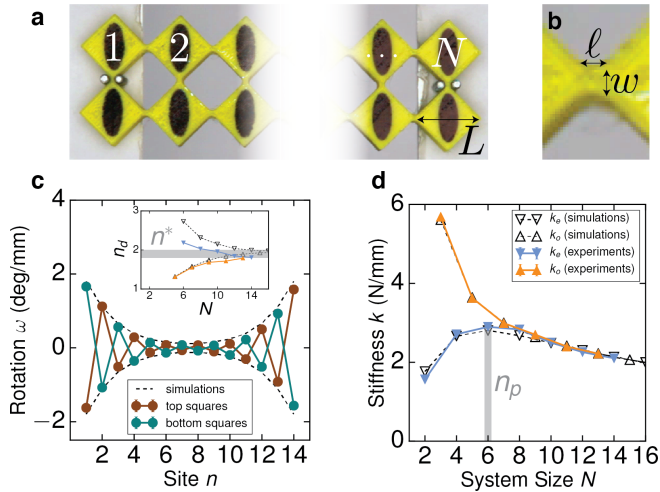 a
1 2 N
L
b
ℓ
w
c
Rotation ω (deg/mm)
4
2
0
−2
2 4 6 8 10 12 14
Site n
simulations
top squares
bottom squares
n_d
3
2
1
n*
2 4 6 8 10 12 14 16
N
d
Stiffness k (N/mm)
6
4
2
0
2 4 6 8 10 12 14 16
System Size N
k_e (simulations)
k_o (simulations)
k_e (experiments)
k_o (experiments)
n_p